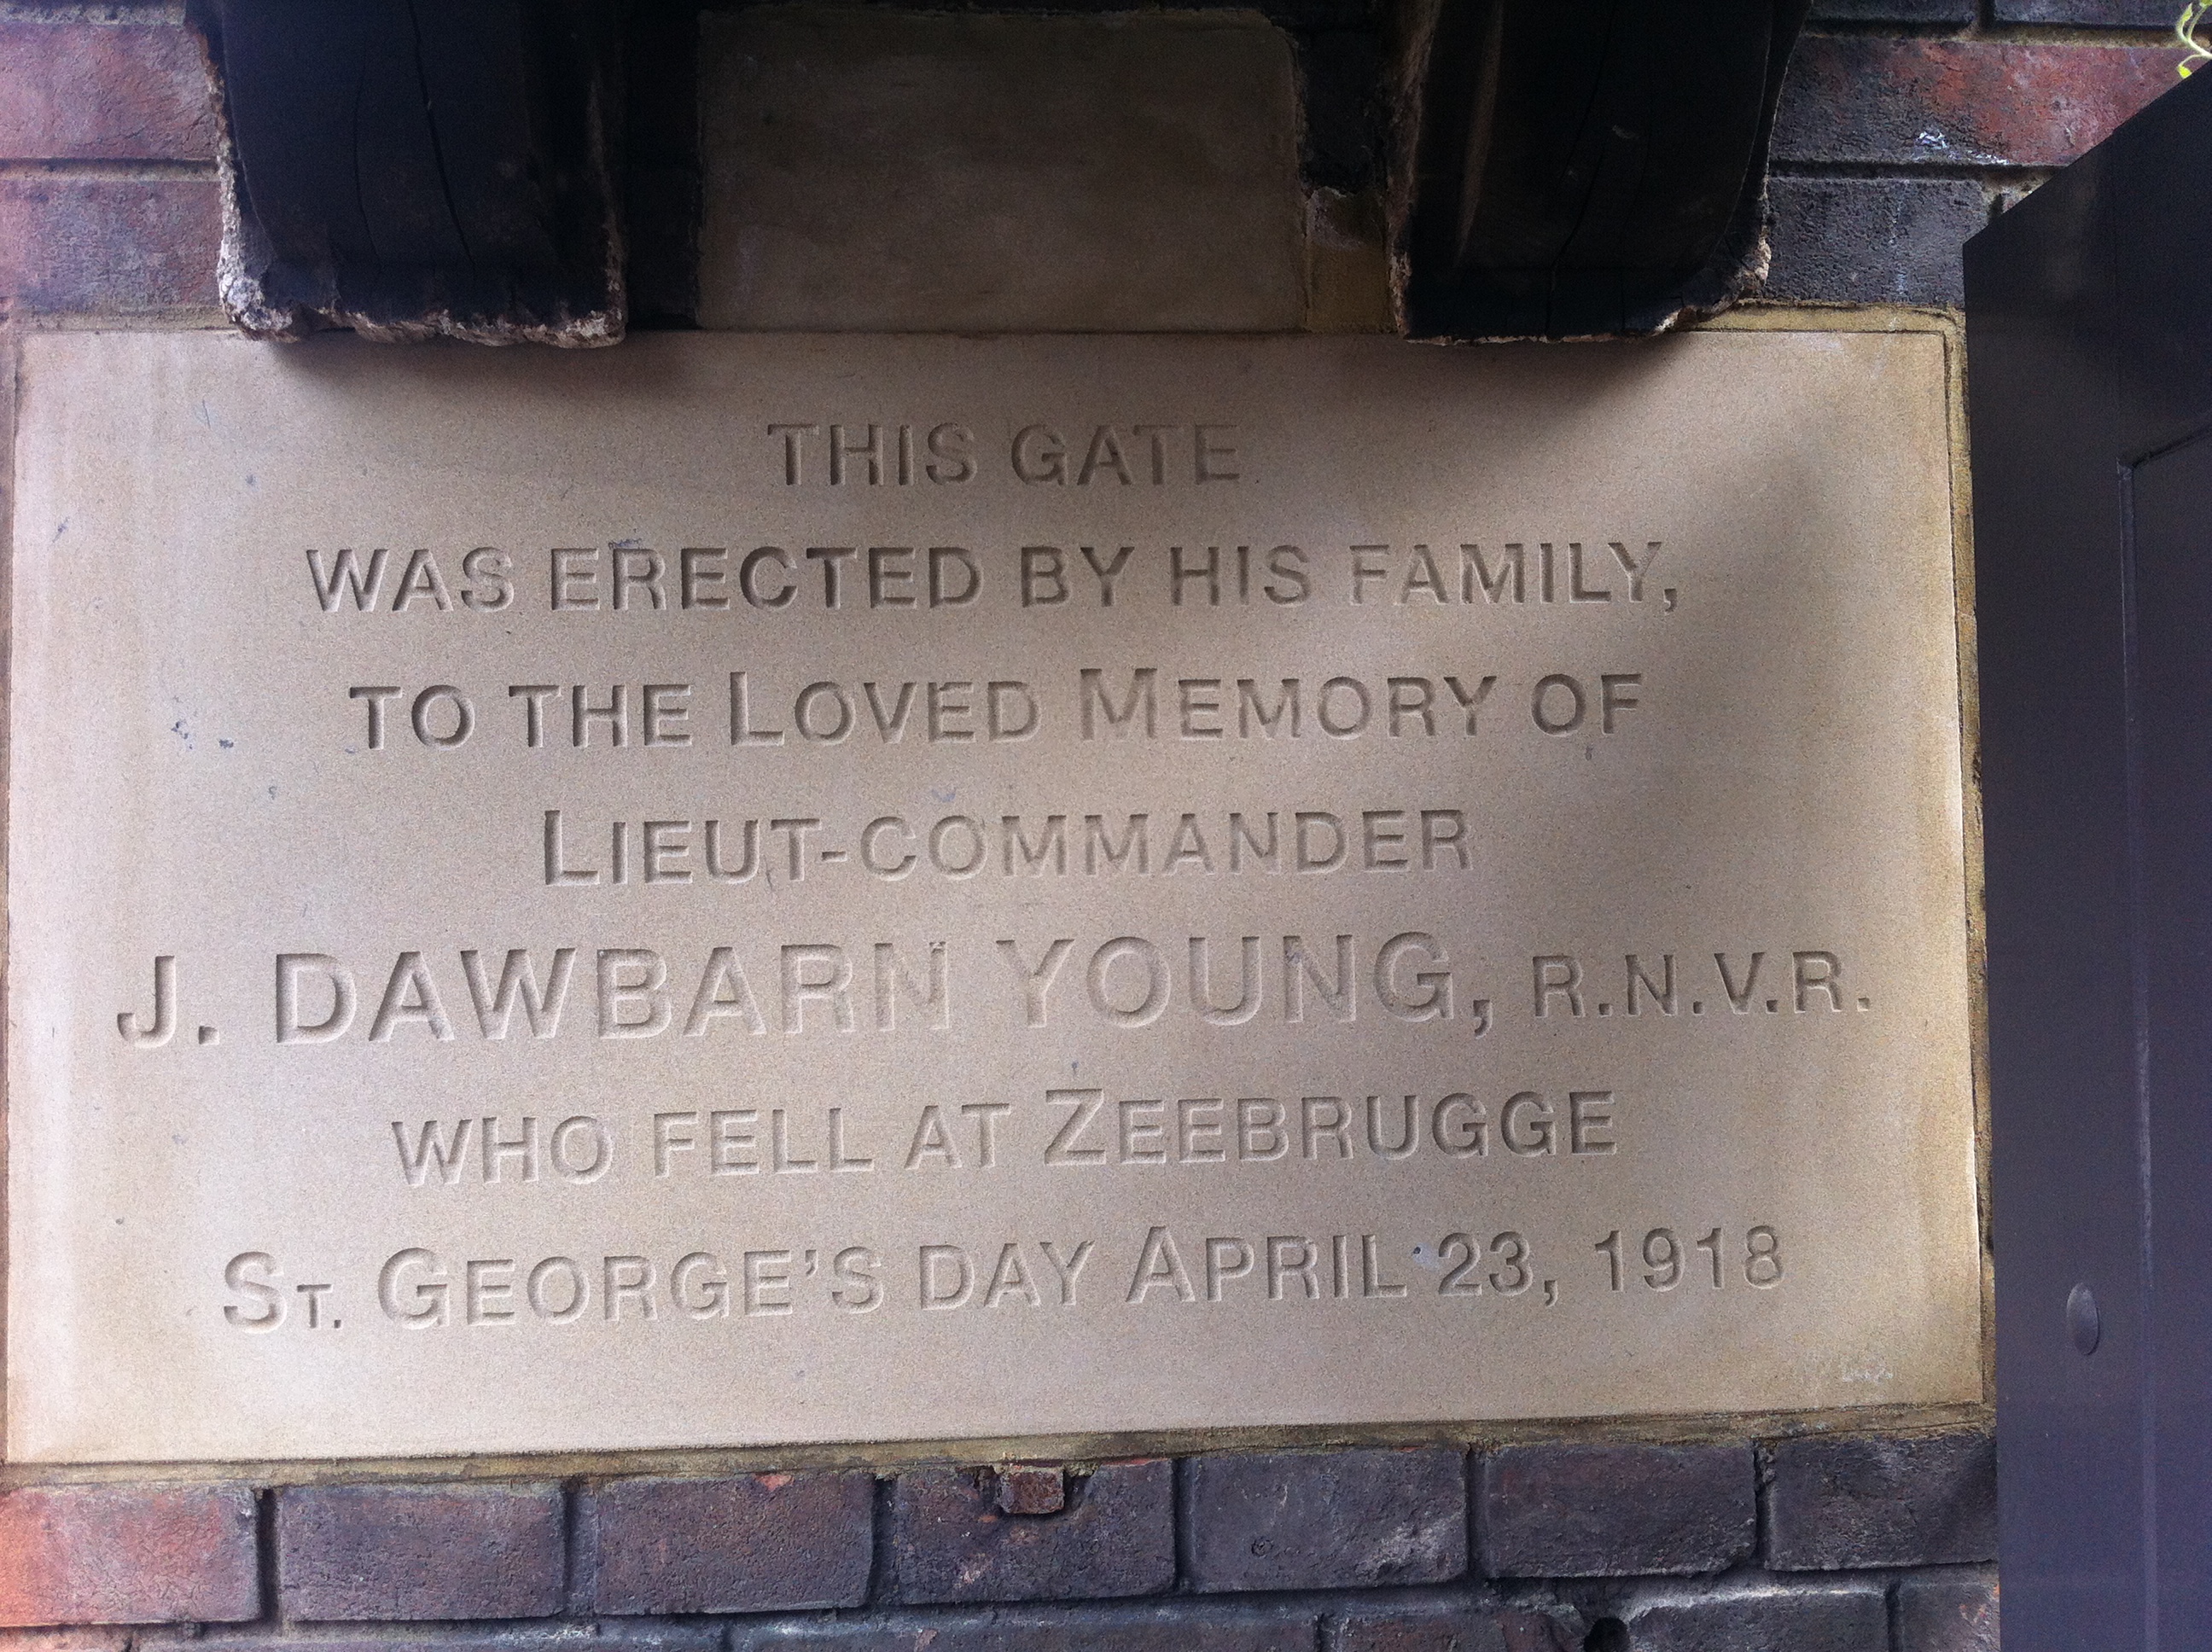 THIS GATE
WAS ERECTED BY HIS FAMILY,
TO THE LOVED MEMORY OF
LIEUT-COMMANDER
J. DAWBARN YOUNG, R.N.V.R.
WHO FELL AT ZEEBRUGGE
ST. GEORGE'S DAY APRIL 23, 1918